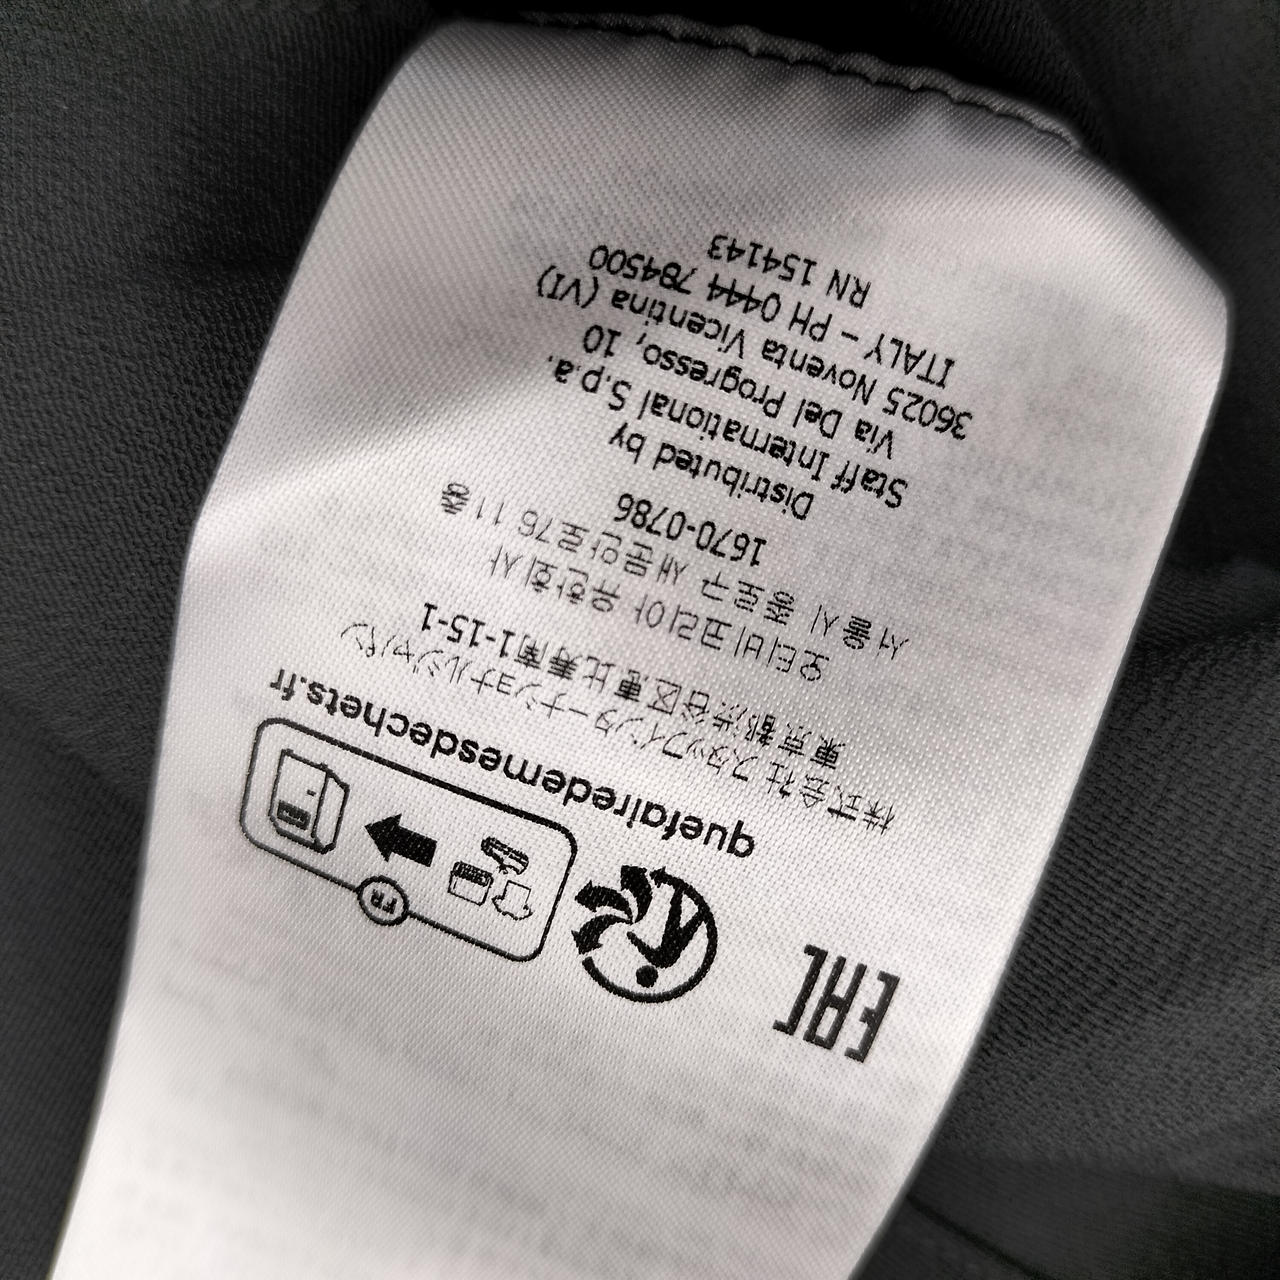 EAC
FR
quefairedemesdechets.fr
株式会社スタッフインターナショナルジャパン
東京都渋谷区恵比寿南1-15-1
오티비코리아 유한회사
서울시 종로구 새문안로76 11층
1670-0786
Distributed by
Staff International S.p.a.
Via Del Progresso, 10
36025 Noventa Vicentina (VI)
ITALY – PH 0444 784500
RN 154143